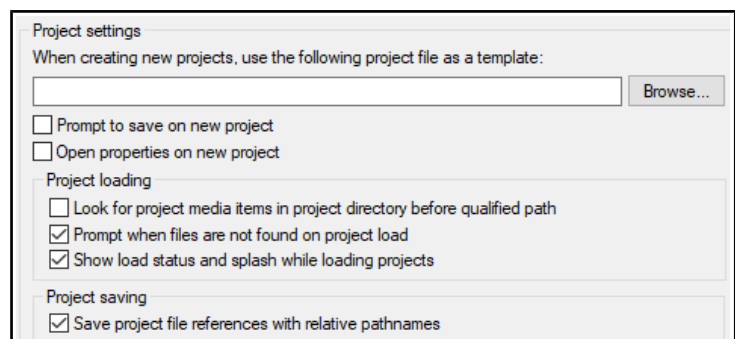 Project settings
When creating new projects, use the following project file as a template:
Browse...
Prompt to save on new project
Open properties on new project
Project loading
Look for project media items in project directory before qualified path
Prompt when files are not found on project load
Show load status and splash while loading projects
Project saving
Save project file references with relative pathnames